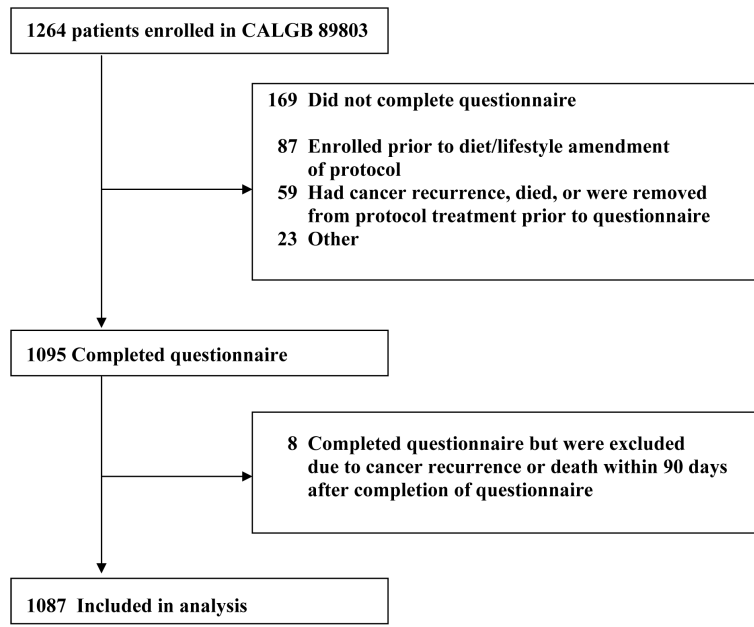 1264 patients enrolled in CALGB 89803
169 Did not complete questionnaire
87 Enrolled prior to diet/lifestyle amendment
of protocol
59 Had cancer recurrence, died, or were removed
from protocol treatment prior to questionnaire
23 Other
1095 Completed questionnaire
8 Completed questionnaire but were excluded
due to cancer recurrence or death within 90 days
after completion of questionnaire
1087 Included in analysis